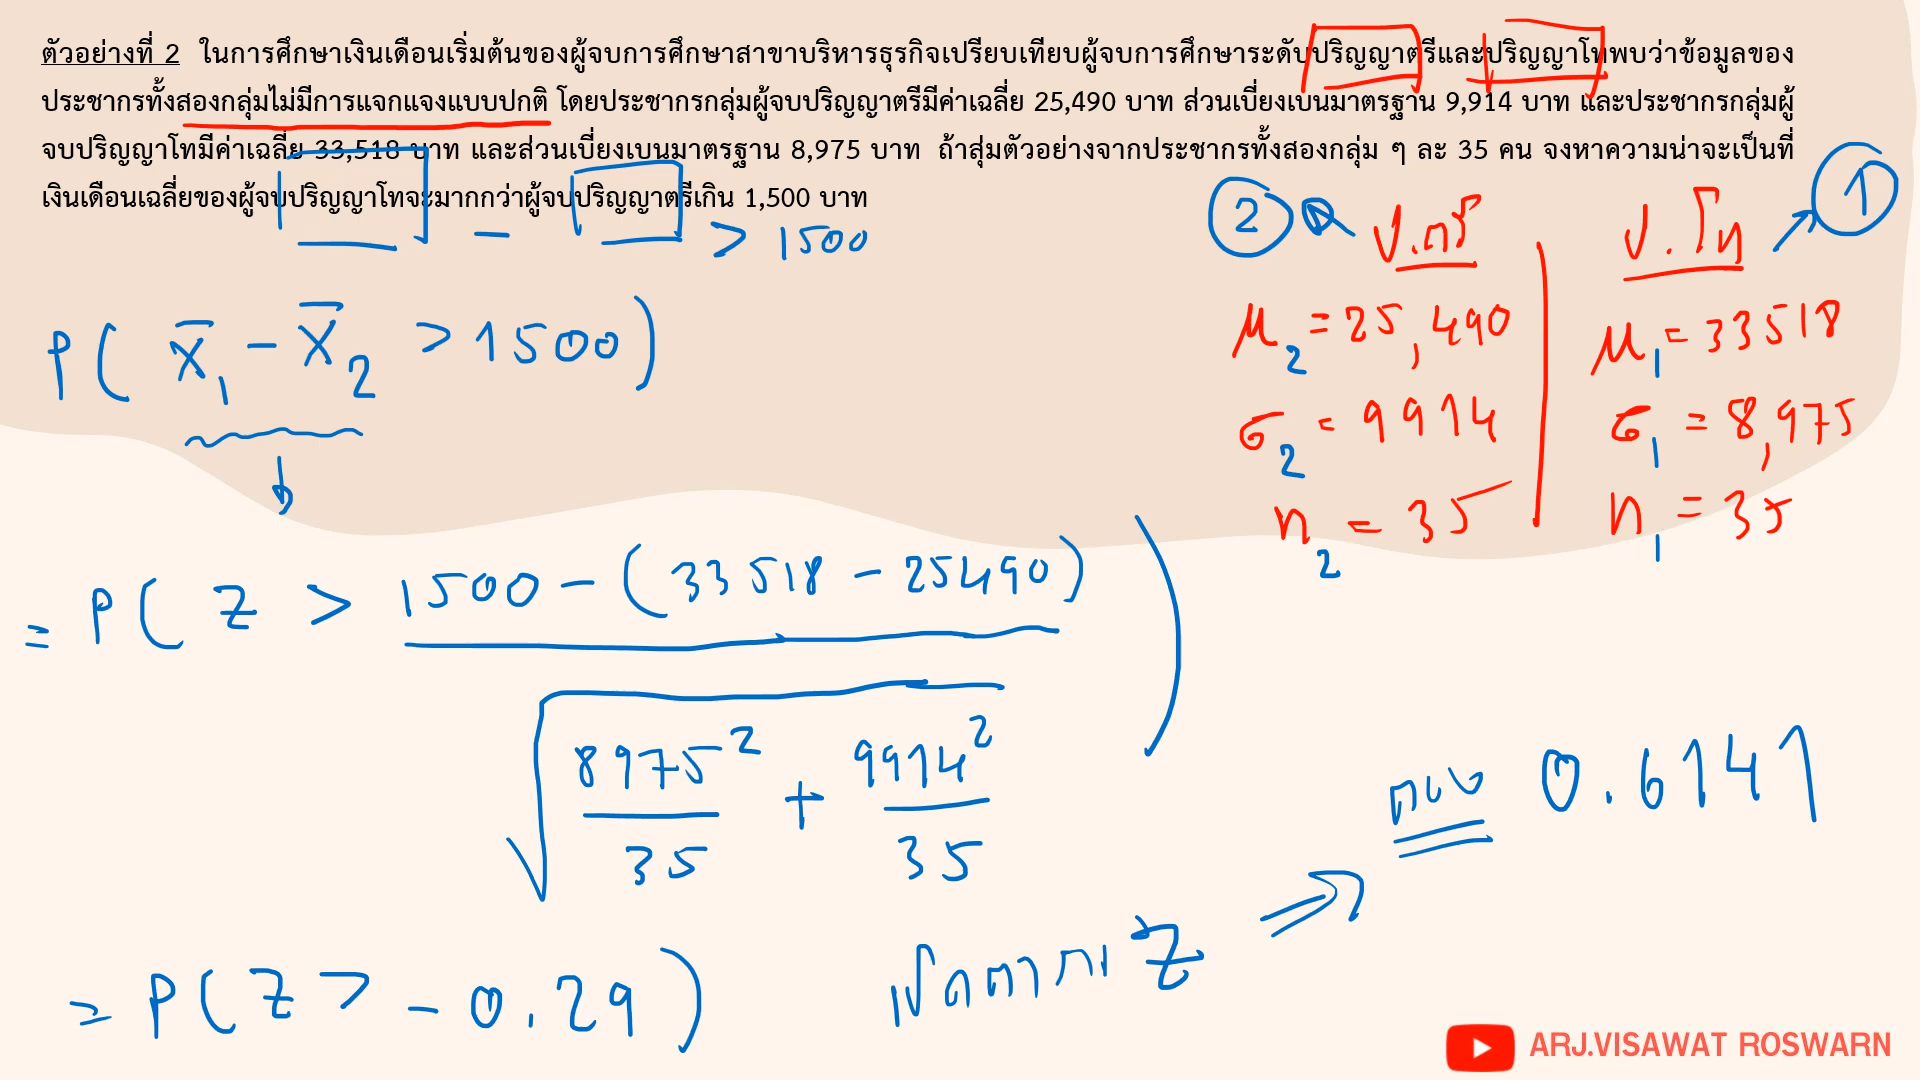 ตัวอย่างที่ 2 ในการศึกษาเงินเดือนเริ่มต้นของผู้จบการศึกษาสาขาบริหารธุรกิจเปรียบเทียบผู้จบการศึกษาระดับปริญญาตรีและปริญญาโทพบว่าข้อมูลของ
ประชากรทั้งสองกลุ่มไม่มีการแจกแจงแบบปกติ โดยประชากรกลุ่มผู้จบปริญญาตรีมีค่าเฉลี่ย 25,490 บาท ส่วนเบี่ยงเบนมาตรฐาน 9,914 บาท และประชากรกลุ่มผู้
จบปริญญาโทมีค่าเฉลี่ย 33,518 บาท และส่วนเบี่ยงเบนมาตรฐาน 8,975 บาท ถ้าสุ่มตัวอย่างจากประชากรทั้งสองกลุ่ม ๆ ละ 35 คน จงหาความน่าจะเป็นที่
เงินเดือนเฉลี่ยของผู้จบปริญญาโทจะมากกว่าผู้จบปริญญาตรีเกิน 1,500 บาท
− > 1500
② ป.ตรี ป.โท ①
P( x̄₁ − x̄₂ > 1500 )
μ₂ = 25,490 μ₁ = 33518
σ₂ = 9914 σ₁ = 8,975
n₂ = 35 n₁ = 35
= P( Z > 1500 − (33518 − 25490) )
√ 8975² + 9914²
35 35
ตอบ 0.6141
= P( Z > −0.29 ) เปิดตาราง Z ⇒
ARJ.VISAWAT ROSWARN